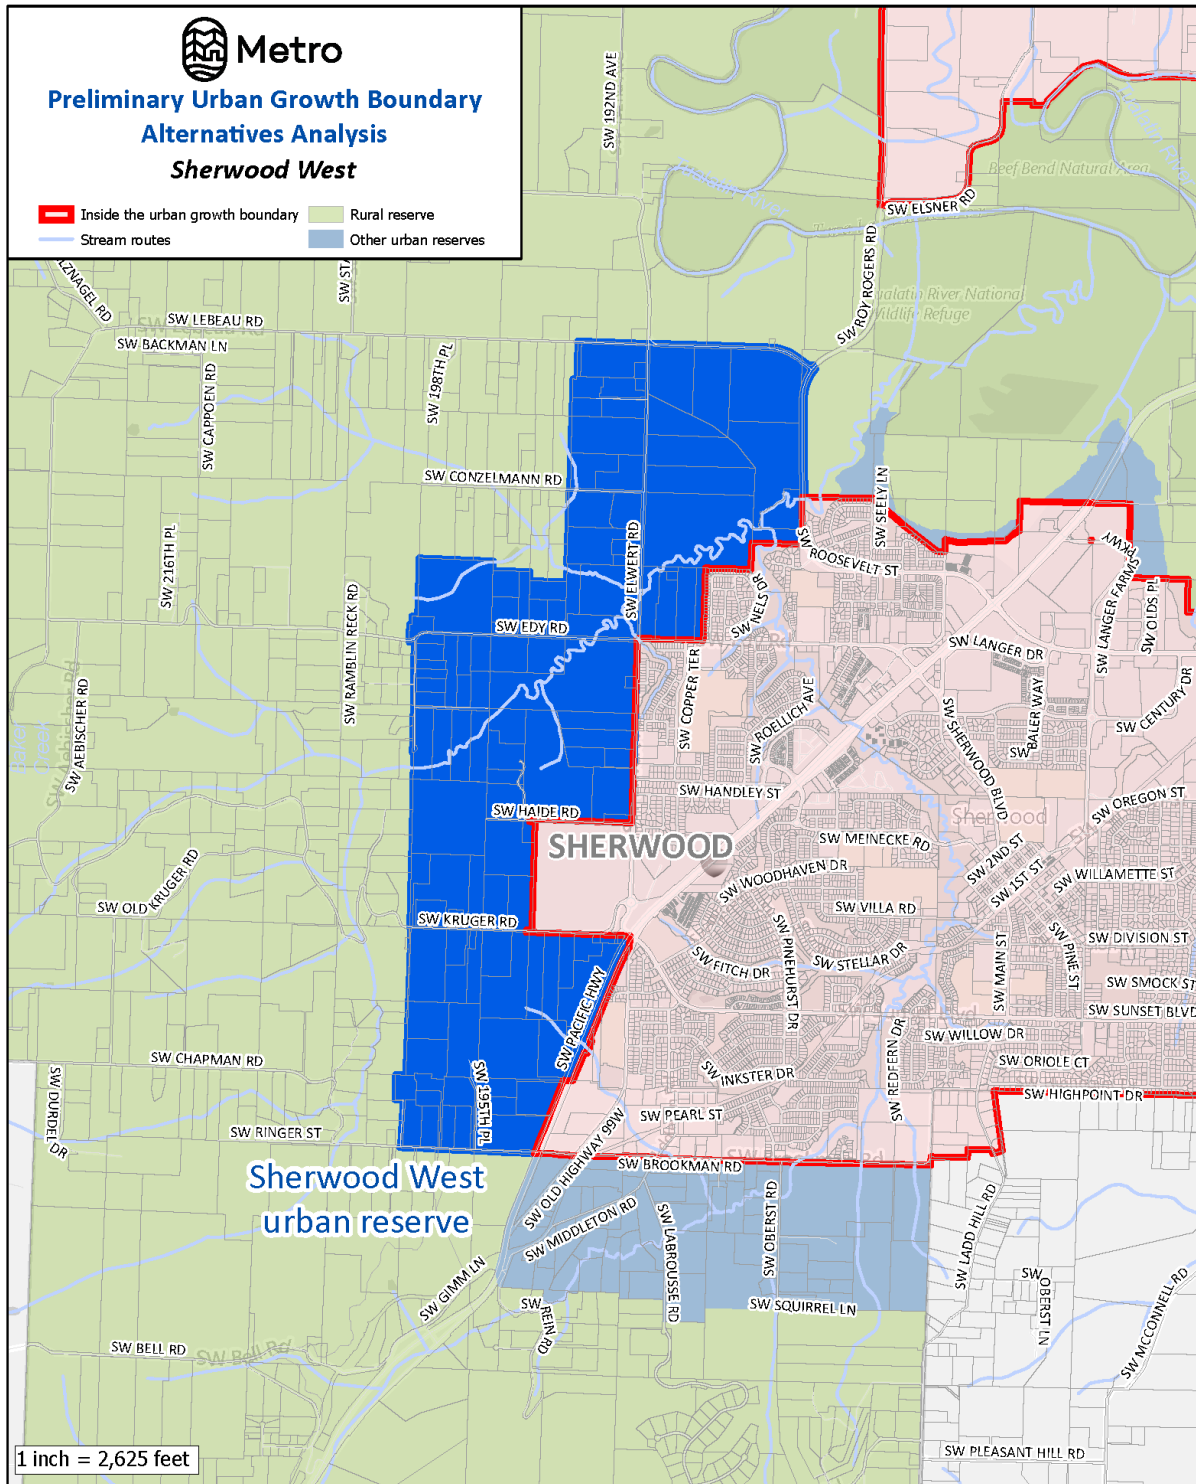 Metro
Preliminary Urban Growth Boundary
Alternatives Analysis
Sherwood West
Inside the urban growth boundary
Rural reserve
Stream routes
Other urban reserves
SW 192ND AVE
Beef Bend Natural Area
SW ELSNER RD
SW ROY ROGERS RD
SW LEBEAU RD
SW BACKMAN LN
SW CAPPOEN RD
SW 198TH PL
SW CONZELMANN RD
SW SEELY LN
SW ELWERT RD
SW ROOSEVELT ST
PKWY
SW LANGER FARMS
SW OLDS PL
SW 216TH PL
SW RAMBLIN RECK RD
SW NELS DR
SW EDY RD
SW LANGER DR
SW COPPER TER
SW ROELLICH AVE
SW BALER WAY
SW CENTURY DR
SW AEBISCHER RD
SW SHERWOOD BLVD
SW HANDLEY ST
SW HAIDE RD
SW OREGON ST
Sherwood
SHERWOOD
SW MEINECKE RD
SW 2ND ST
SW 1ST ST
SW WILLAMETTE ST
SW WOODHAVEN DR
SW OLD KRUGER RD
SW VILLA RD
SW KRUGER RD
SW PINEHURST DR
SW STELLAR DR
SW FITCH DR
SW MAIN ST
SW PINE ST
SW DIVISION ST
SW SMOCK ST
SW SUNSET BLVD
SW PACIFIC HWY
SW WILLOW DR
SW REDFERN DR
SW ORIOLE CT
SW CHAPMAN RD
SW INKSTER DR
SW HIGHPOINT DR
SW DURDEL DR
SW 195TH PL
SW PEARL ST
SW RINGER ST
SW OLD HIGHWAY 99W
SW BROOKMAN RD
Sherwood West
urban reserve
SW MIDDLETON RD
SW LABROUSSE RD
SW OBERST RD
SW LADD HILL RD
SW GIMM LN
SW OBERST LN
SW MCCONNELL RD
SW REIN RD
SW SQUIRREL LN
SW BELL RD
SW Bell Rd
SW PLEASANT HILL RD
1 inch = 2,625 feet